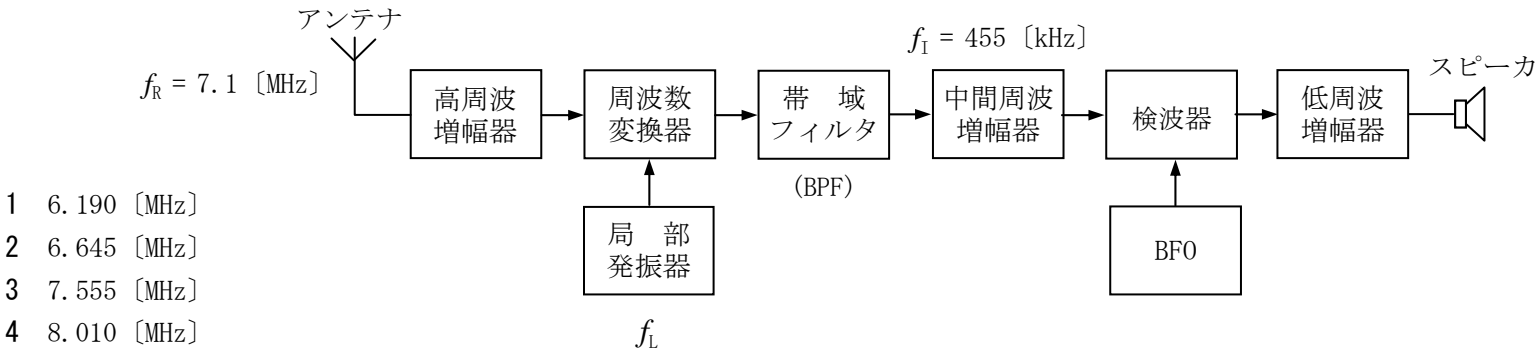 アンテナ
fR = 7.1 〔MHz〕
fI = 455 〔kHz〕
スピーカ
高周波
増幅器
周波数
変換器
帯 域
フィルタ
(BPF)
中間周波
増幅器
検波器
低周波
増幅器
局 部
発振器
fL
BFO
1 6.190 〔MHz〕
2 6.645 〔MHz〕
3 7.555 〔MHz〕
4 8.010 〔MHz〕